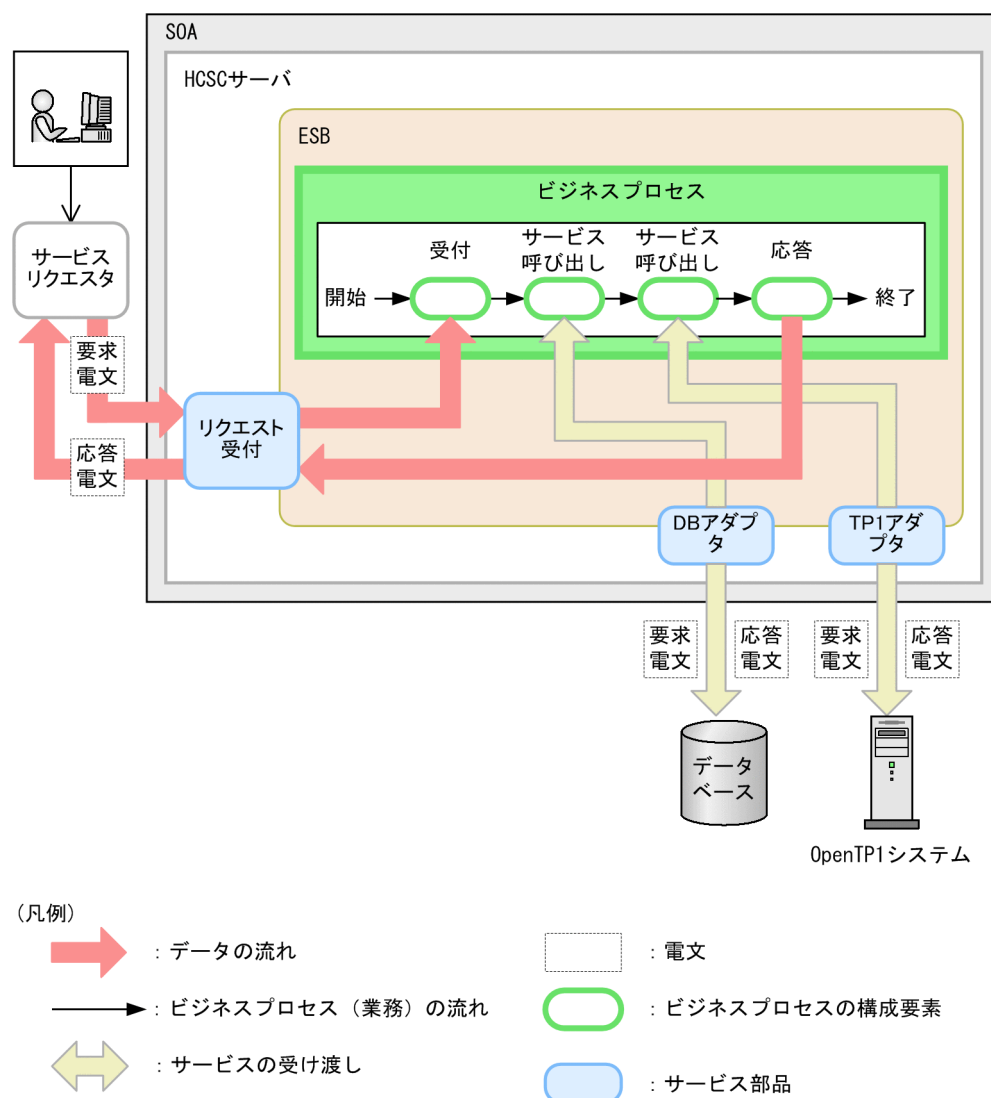 SOA
HCSCサーバ
ESB
ビジネスプロセス
受付
サービス
呼び出し
サービス
呼び出し
応答
開始
終了
サービス
リクエスタ
要求
電文
応答
電文
リクエスト
受付
DBアダプ
タ
TP1アダ
プタ
要求
電文
応答
電文
要求
電文
応答
電文
データ
ベース
OpenTP1システム
(凡例)
：データの流れ
：電文
：ビジネスプロセス（業務）の流れ
：ビジネスプロセスの構成要素
：サービスの受け渡し
：サービス部品